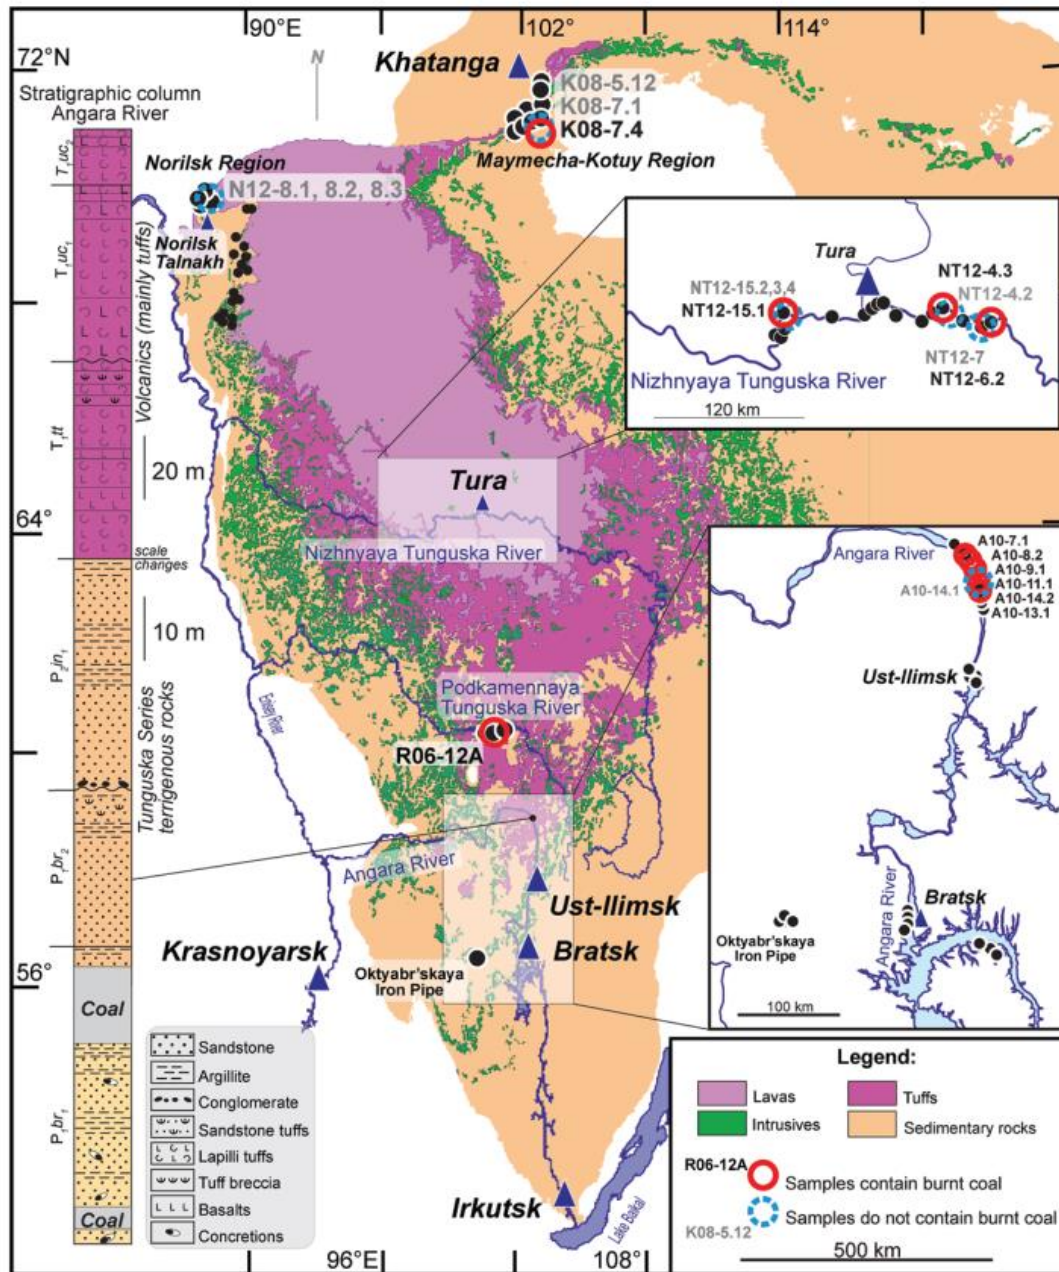 90°E
102°
114°
72°N
N
Khatanga
Stratigraphic column
Angara River
K08-5.12
K08-7.1
K08-7.4
Maymecha-Kotuy Region
Norilsk Region
N12-8.1, 8.2, 8.3
Norilsk
Talnakh
T₁uc₂
T₁uc₁
T₁tt
Volcanics (mainly tuffs)
20 m
64°
scale
changes
10 m
P₂in₁
Tunguska Series
terrigenous rocks
P₁br₂
P₁br₁
Coal
Coal
Tura
NT12-15.2,3,4
NT12-15.1
NT12-4.3
NT12-4.2
NT12-7
NT12-6.2
Nizhnyaya Tunguska River
120 km
Tura
Nizhnyaya Tunguska River
Podkamennaya
Tunguska River
R06-12A
Enisej River
Angara River
Ust-Ilimsk
Krasnoyarsk
Bratsk
Oktyabr'skaya
Iron Pipe
56°
Angara River
A10-7.1
A10-8.2
A10-9.1
A10-11.1
A10-14.2
A10-13.1
A10-14.1
Ust-Ilimsk
Angara River
Bratsk
Oktyabr'skaya
Iron Pipe
100 km
Sandstone
Argillite
Conglomerate
Sandstone tuffs
Lapilli tuffs
Tuff breccia
Basalts
Concretions
Irkutsk
Lake Baikal
96°E
108°
Legend:
Lavas
Tuffs
Intrusives
Sedimentary rocks
R06-12A
Samples contain burnt coal
Samples do not contain burnt coal
K08-5.12
500 km